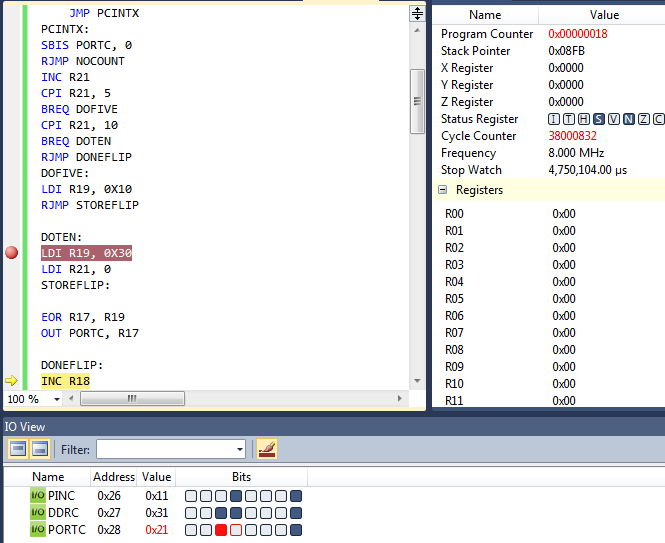 JMP PCINTX
PCINTX:
SBIS PORTC, 0
RJMP NOCOUNT
INC R21
CPI R21, 5
BREQ DOFIVE
CPI R21, 10
BREQ DOTEN
RJMP DONEFLIP
DOFIVE:
LDI R19, 0X10
RJMP STOREFLIP
DOTEN:
LDI R19, 0X30
LDI R21, 0
STOREFLIP:
EOR R17, R19
OUT PORTC, R17
DONEFLIP:
INC R18
100 %
Name Value
Program Counter 0x00000018
Stack Pointer 0x08FB
X Register 0x0000
Y Register 0x0000
Z Register 0x0000
Status Register I T H S V N Z C
Cycle Counter 38000832
Frequency 8.000 MHz
Stop Watch 4,750,104.00 µs
Registers
R00 0x00
R01 0x00
R02 0x00
R03 0x00
R04 0x00
R05 0x00
R06 0x00
R07 0x00
R08 0x00
R09 0x00
R10 0x00
R11 0x00
IO View
Filter:
Name Address Value Bits
I/O PINC 0x26 0x11
I/O DDRC 0x27 0x31
I/O PORTC 0x28 0x21